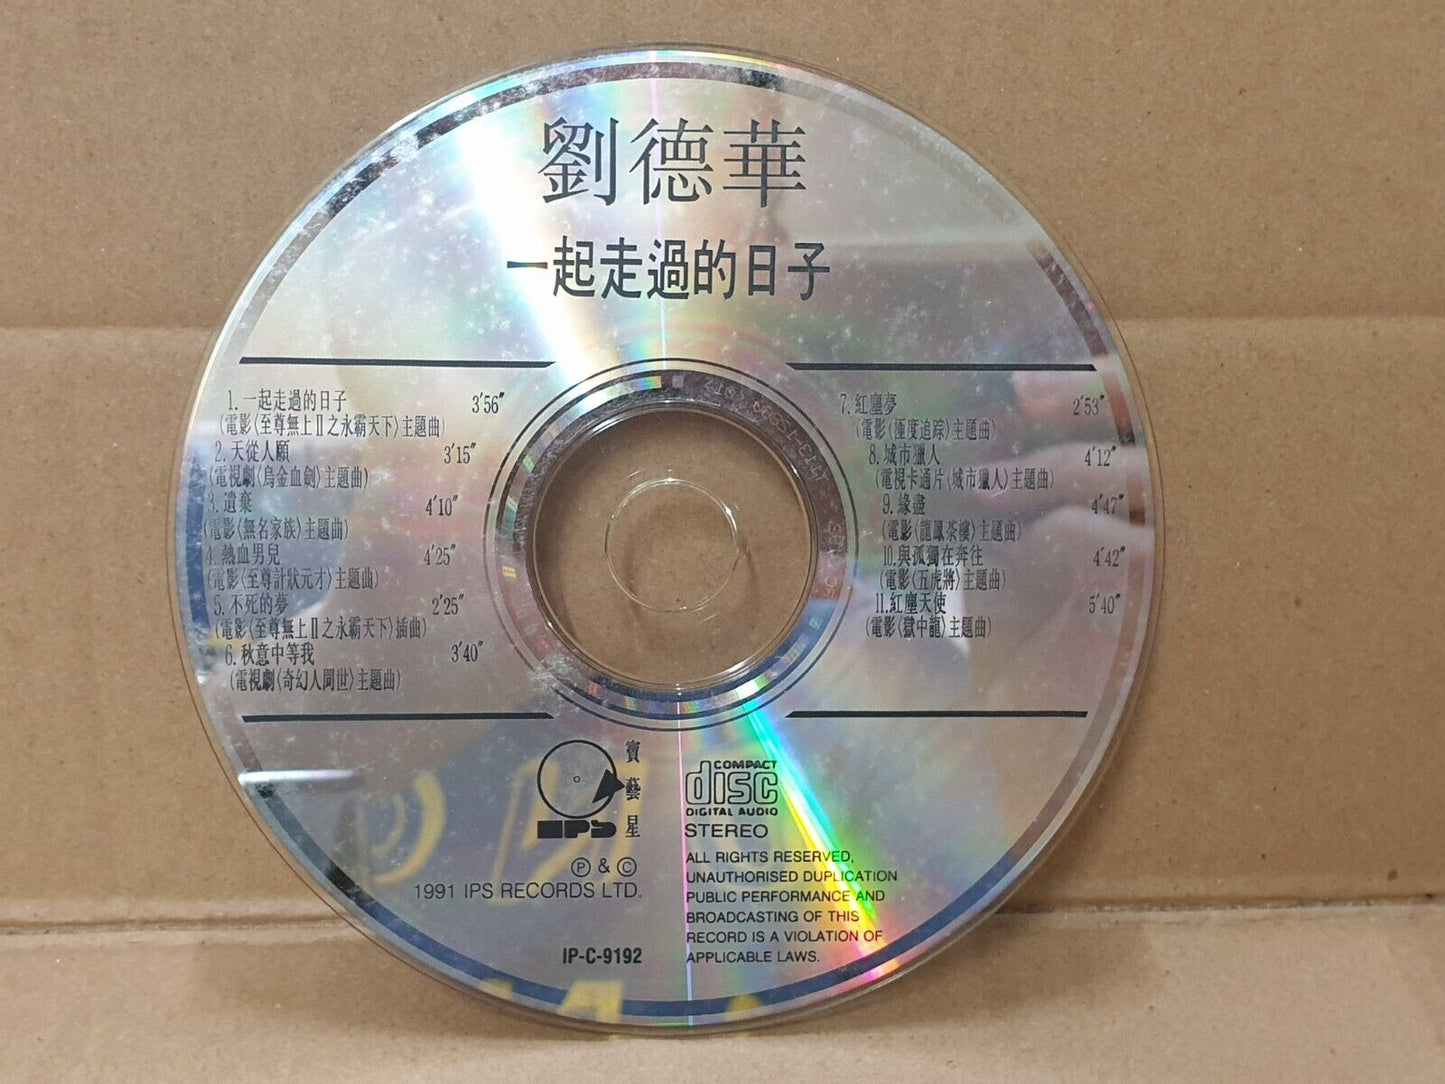 劉德華
一起走過的日子
1.一起走過的日子 3'56"
(電影〈至尊無上II之永霸天下〉主題曲)
2.天從人願 3'15"
(電視劇〈烏金血劍〉主題曲)
3.遺棄 4'10"
(電影〈無名家族〉主題曲)
4.熱血男兒 4'25"
(電影〈至尊計狀元才〉主題曲)
5.不死的夢 2'25"
(電影〈至尊無上II之永霸天下〉插曲)
6.秋意中等我 3'40"
(電視劇〈奇幻人間世〉主題曲)
7.紅塵夢 2'53"
(電影〈極度追踪〉主題曲)
8.城市獵人 4'12"
(電視卡通片〈城市獵人〉主題曲)
9.緣盡 4'47"
(電影〈龍鳳茶樓〉主題曲)
10.與孤獨在奔往 4'42"
(電影〈五虎將〉主題曲)
11.紅塵天使 5'40"
(電影〈獄中龍〉主題曲)
寶藝星
IPS
Ⓟ & Ⓒ
1991 IPS RECORDS LTD.
IP-C-9192
COMPACT
disc
DIGITAL AUDIO
STEREO
ALL RIGHTS RESERVED,
UNAUTHORISED DUPLICATION
PUBLIC PERFORMANCE AND
BROADCASTING OF THIS
RECORD IS A VIOLATION OF
APPLICABLE LAWS.